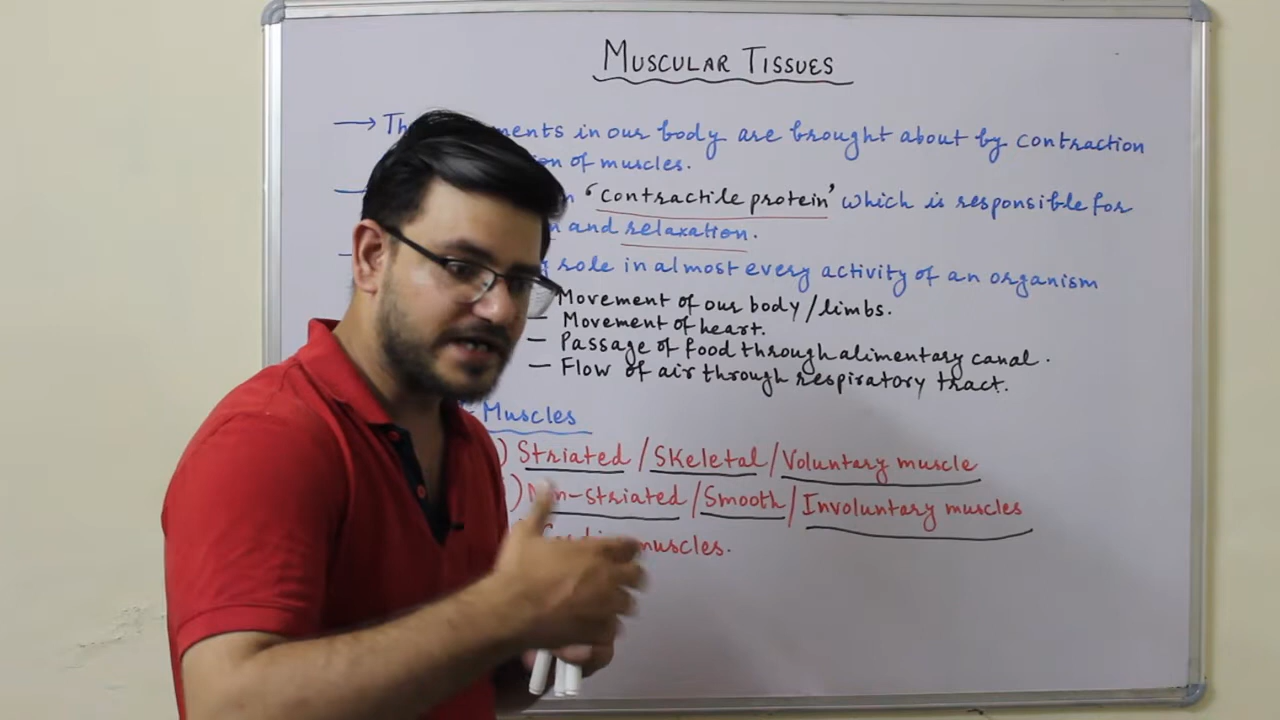 MUSCULAR TISSUES
→ in our body are brought about by contraction
of muscles.
'contractile protein' which is responsible for
and relaxation.
role in almost every activity of an organism
Movement of our body / limbs.
— Movement of heart.
— Passage of food through alimentary canal.
— Flow of air through respiratory tract.
Muscles
) Striated / Skeletal / Voluntary muscle
) Non-striated / Smooth / Involuntary muscles
muscles.